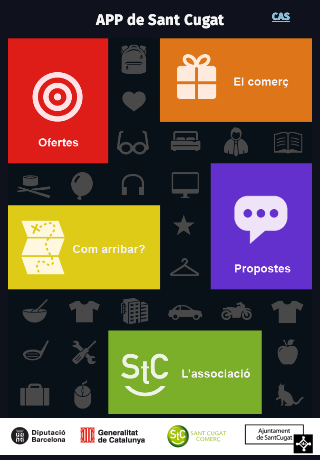 APP de Sant Cugat
CAS
Ofertes
El comerç
Com arribar?
Propostes
StC
L'associació
Diputació
Barcelona
Generalitat
de Catalunya
StC
SANT CUGAT
COMERÇ
Ajuntament
de SantCugat